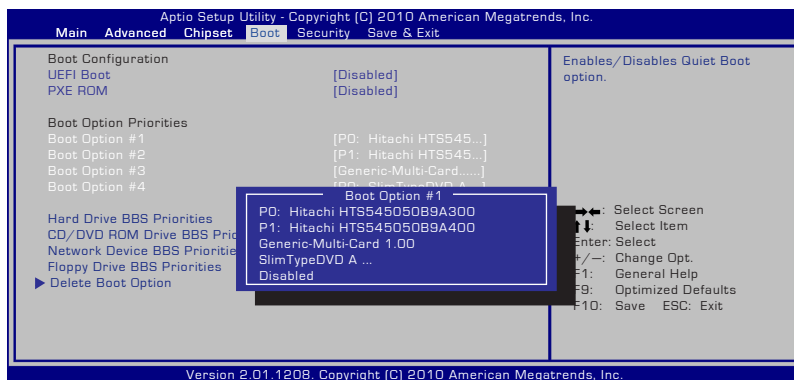 Aptio Setup Utility - Copyright (C) 2010 American Megatrends, Inc.
Main Advanced Chipset Boot Security Save & Exit
Boot Configuration
UEFI Boot [Disabled]
PXE ROM [Disabled]
Boot Option Priorities
Boot Option #1 [P0: Hitachi HTS545...]
Boot Option #2 [P1: Hitachi HTS545...]
Boot Option #3 [Generic-Multi-Card......]
Boot Option #4 SlimTypeDVD A...]
Hard Drive BBS Priorities
CD/DVD ROM Drive BBS
Network Device BBS
Floppy Drive BBS Priorities
Delete Boot Option
Boot Option #1
P0: Hitachi HTS545050B9A300
P1: Hitachi HTS545050B9A400
Generic-Multi-Card 1.00
SlimTypeDVD A ...
Disabled
Enables/Disables Quiet Boot
option.
→←: Select Screen
↑↓: Select Item
Enter: Select
+/—: Change Opt.
F1: General Help
F9: Optimized Defaults
F10: Save ESC: Exit
Version 2.01.1208. Copyright (C) 2010 American Megatrends, Inc.